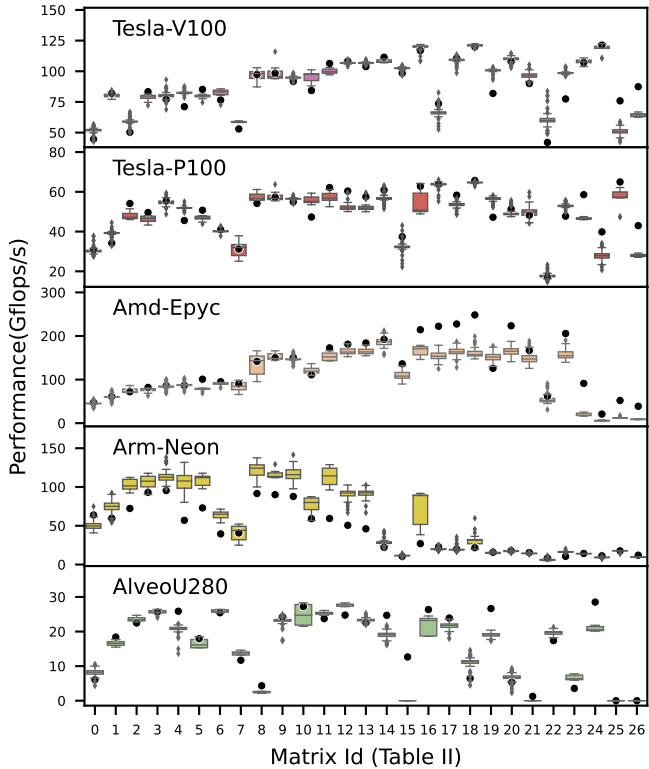 Performance(Gflops/s)
Tesla-V100
150
125
100
75
50
Tesla-P100
80
60
40
20
Amd-Epyc
300
200
100
0
Arm-Neon
150
100
50
0
AlveoU280
30
20
10
0
0 1 2 3 4 5 6 7 8 9 10 11 12 13 14 15 16 17 18 19 20 21 22 23 24 25 26
Matrix Id (Table II)